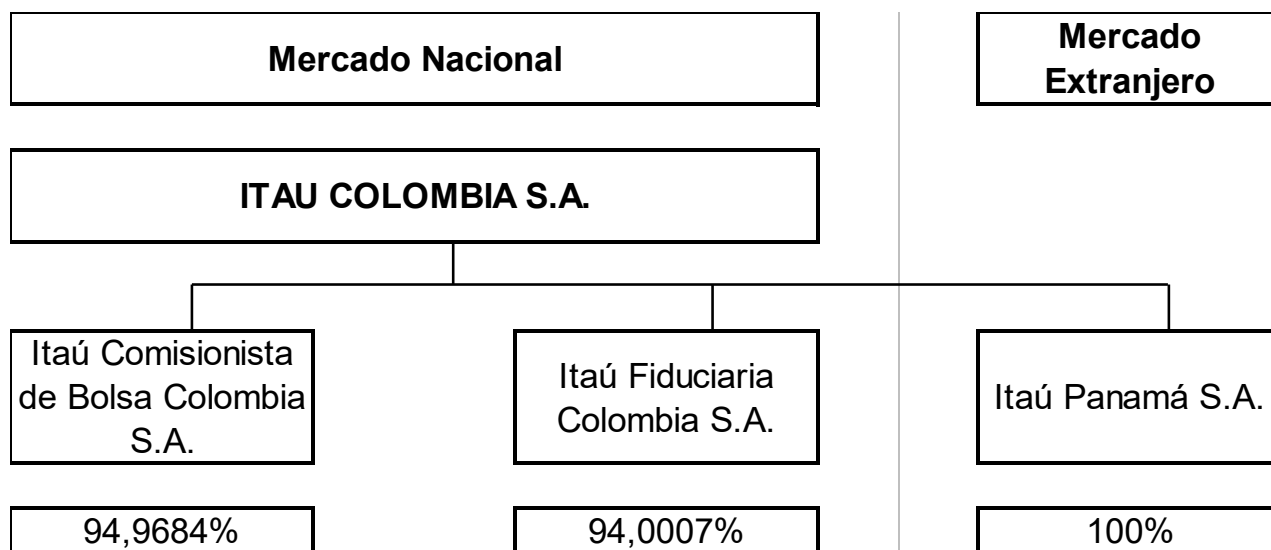 Mercado Nacional
Mercado
Extranjero
ITAU COLOMBIA S.A.
Itaú Comisionista
de Bolsa Colombia
S.A.
Itaú Fiduciaria
Colombia S.A.
Itaú Panamá S.A.
94,9684%
94,0007%
100%